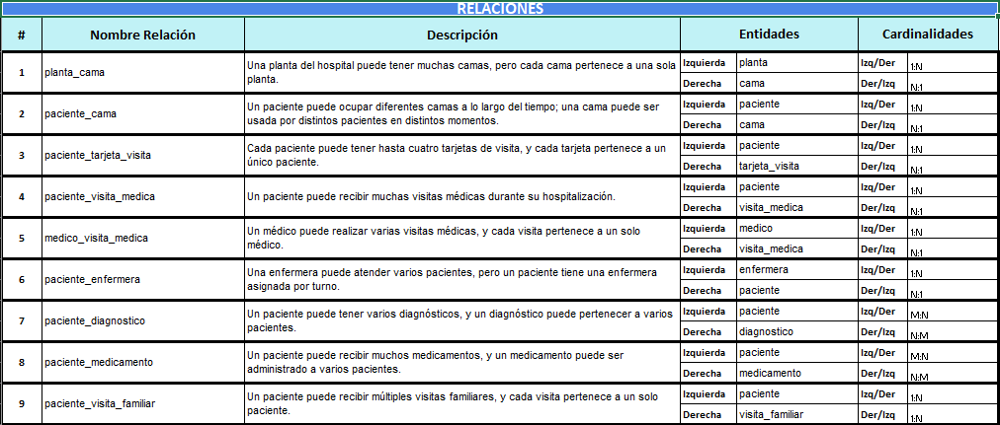 RELACIONES
# Nombre Relación Descripción Entidades Cardinalidades
1 planta_cama Una planta del hospital puede tener muchas camas, pero cada cama pertenece a una sola planta. Izquierda planta Izq/Der 1:N
Derecha cama Der/Izq N:1
2 paciente_cama Un paciente puede ocupar diferentes camas a lo largo del tiempo; una cama puede ser usada por distintos pacientes en distintos momentos. Izquierda paciente Izq/Der 1:N
Derecha cama Der/Izq N:1
3 paciente_tarjeta_visita Cada paciente puede tener hasta cuatro tarjetas de visita, y cada tarjeta pertenece a un único paciente. Izquierda paciente Izq/Der 1:N
Derecha tarjeta_visita Der/Izq N:1
4 paciente_visita_medica Un paciente puede recibir muchas visitas médicas durante su hospitalización. Izquierda paciente Izq/Der 1:N
Derecha visita_medica Der/Izq N:1
5 medico_visita_medica Un médico puede realizar varias visitas médicas, y cada visita pertenece a un solo médico. Izquierda medico Izq/Der 1:N
Derecha visita_medica Der/Izq N:1
6 paciente_enfermera Una enfermera puede atender varios pacientes, pero un paciente tiene una enfermera asignada por turno. Izquierda enfermera Izq/Der 1:N
Derecha paciente Der/Izq N:1
7 paciente_diagnostico Un paciente puede tener varios diagnósticos, y un diagnóstico puede pertenecer a varios pacientes. Izquierda paciente Izq/Der M:N
Derecha diagnostico Der/Izq N:M
8 paciente_medicamento Un paciente puede recibir muchos medicamentos, y un medicamento puede ser administrado a varios pacientes. Izquierda paciente Izq/Der M:N
Derecha medicamento Der/Izq N:M
9 paciente_visita_familiar Un paciente puede recibir múltiples visitas familiares, y cada visita pertenece a un solo paciente. Izquierda paciente Izq/Der 1:N
Derecha visita_familiar Der/Izq 1:N